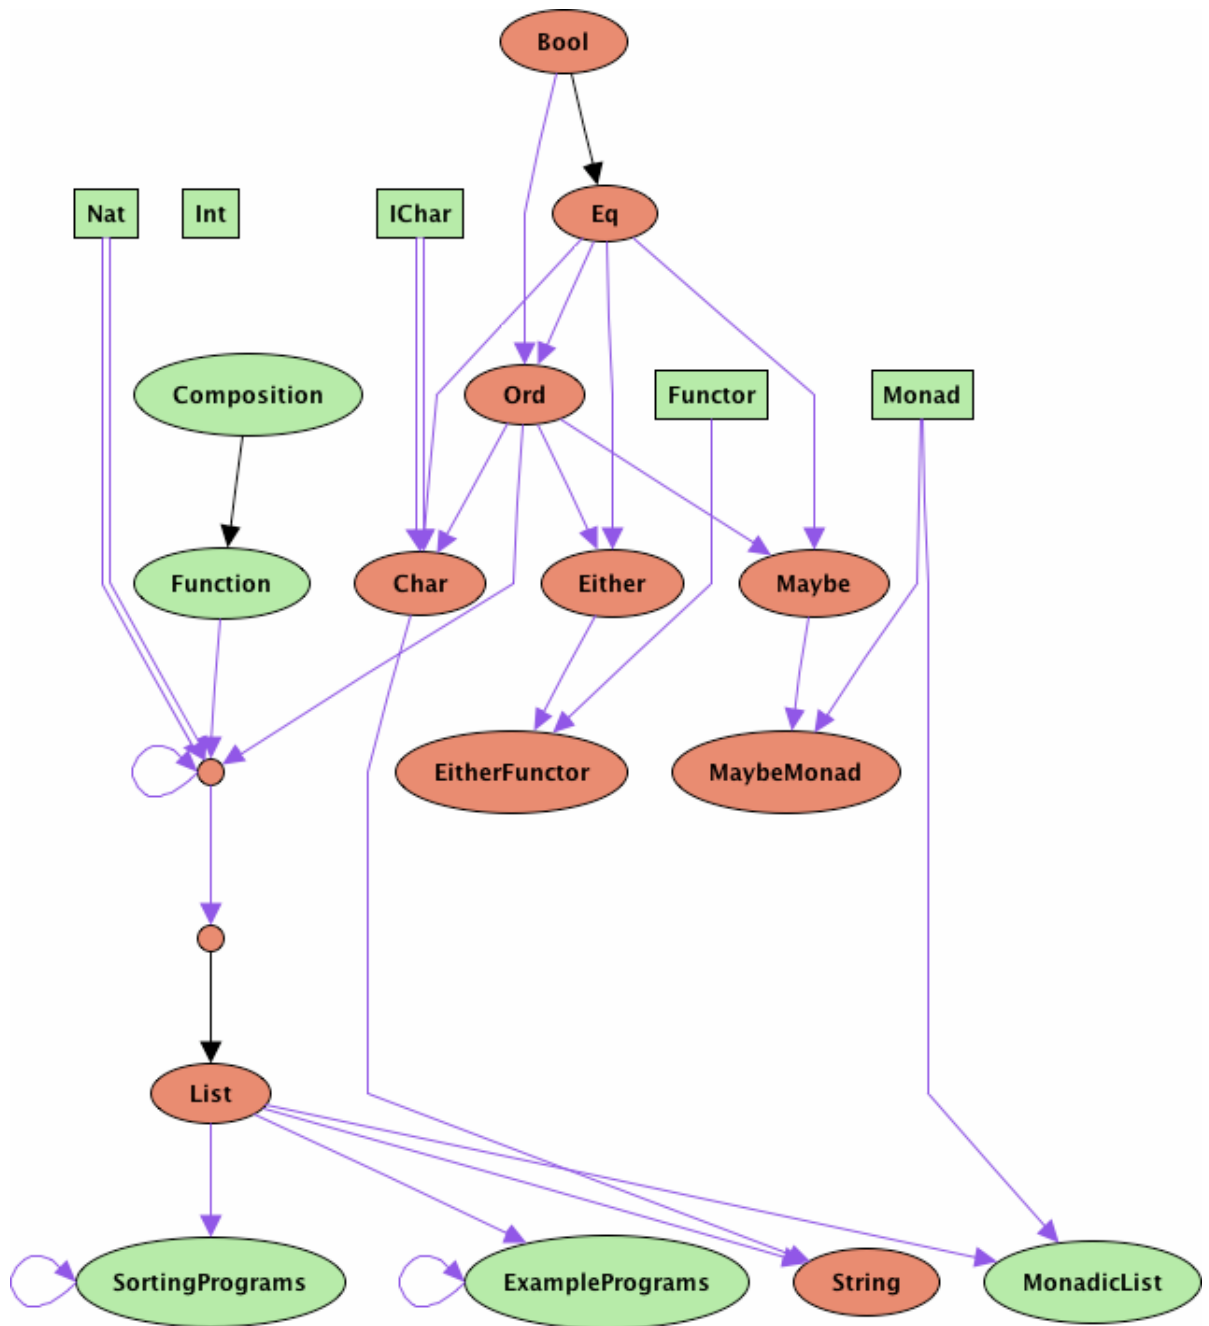 Bool
Nat
Int
IChar
Eq
Composition
Ord
Functor
Monad
Function
Char
Either
Maybe
EitherFunctor
MaybeMonad
List
SortingPrograms
ExamplePrograms
String
MonadicList